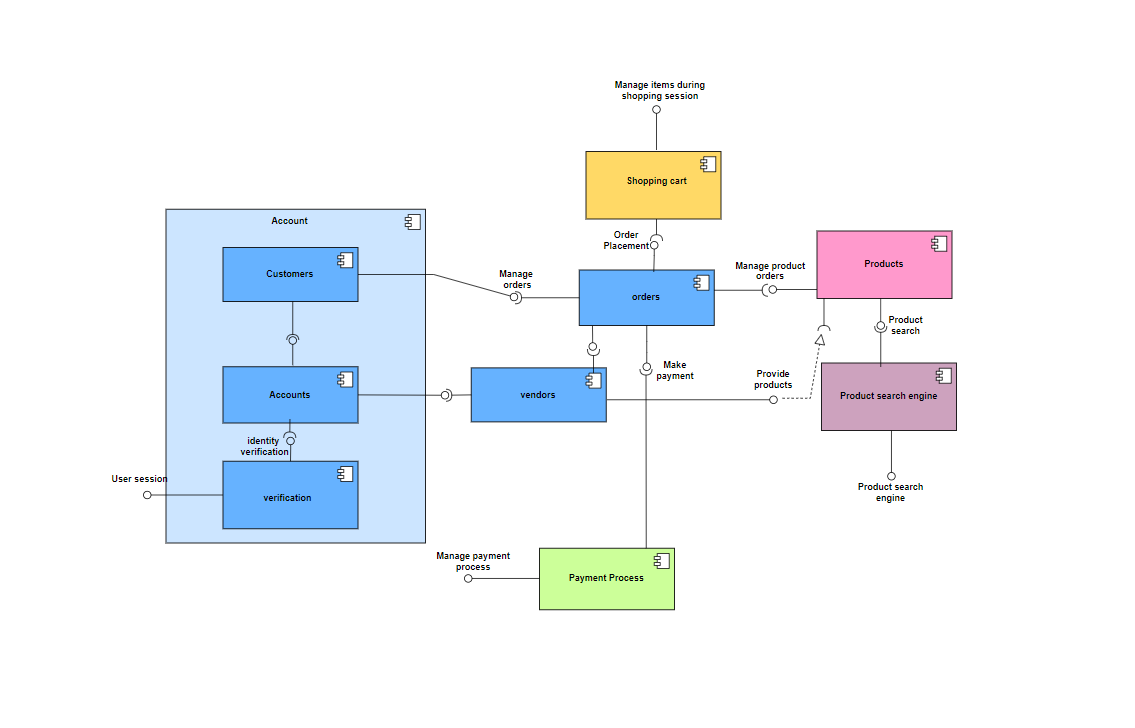 Manage items during
shopping session
Shopping cart
Order
Placement
Account
Customers
Manage
orders
orders
Manage product
orders
Products
Product
search
Make
payment
Provide
products
Accounts
vendors
Product search engine
identity
verification
User session
verification
Product search
engine
Manage payment
process
Payment Process